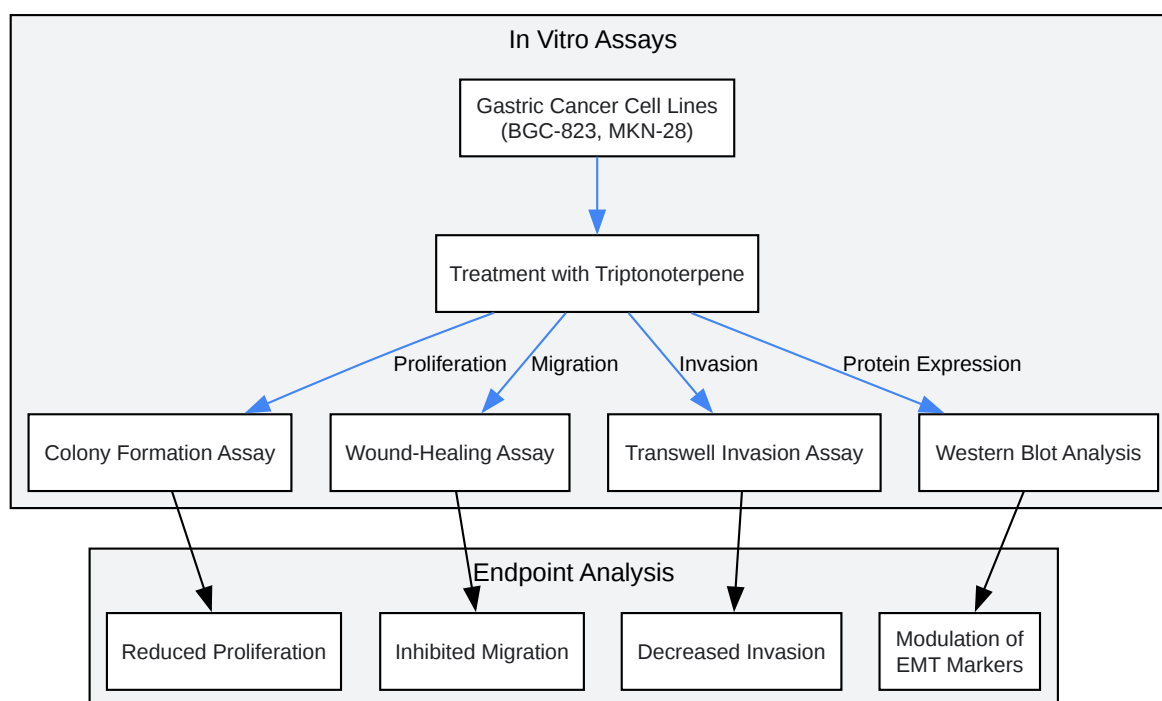 In Vitro Assays
Gastric Cancer Cell Lines
(BGC-823, MKN-28)
Treatment with Triptonoterpene
Proliferation
Migration
Invasion
Protein Expression
Colony Formation Assay
Wound-Healing Assay
Transwell Invasion Assay
Western Blot Analysis
Endpoint Analysis
Reduced Proliferation
Inhibited Migration
Decreased Invasion
Modulation of
EMT Markers